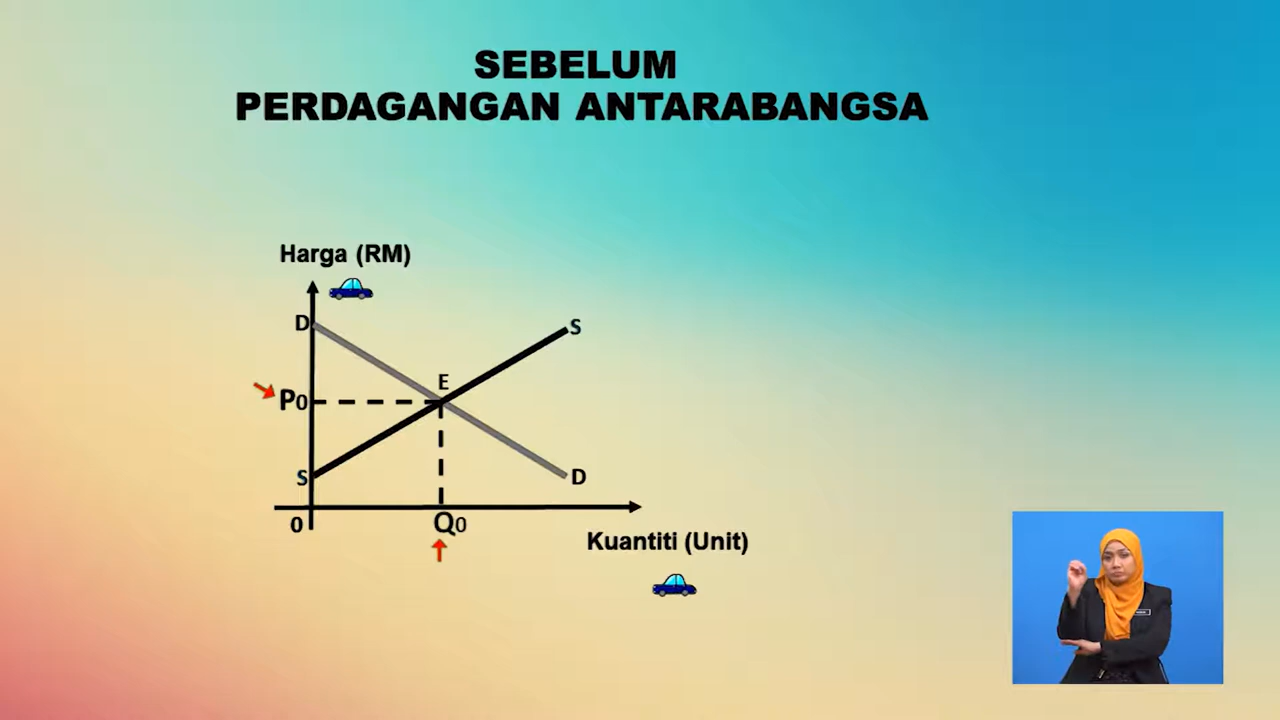 SEBELUM
PERDAGANGAN ANTARABANGSA
Harga (RM)
D
S
E
P0
S
D
0
Q0
Kuantiti (Unit)